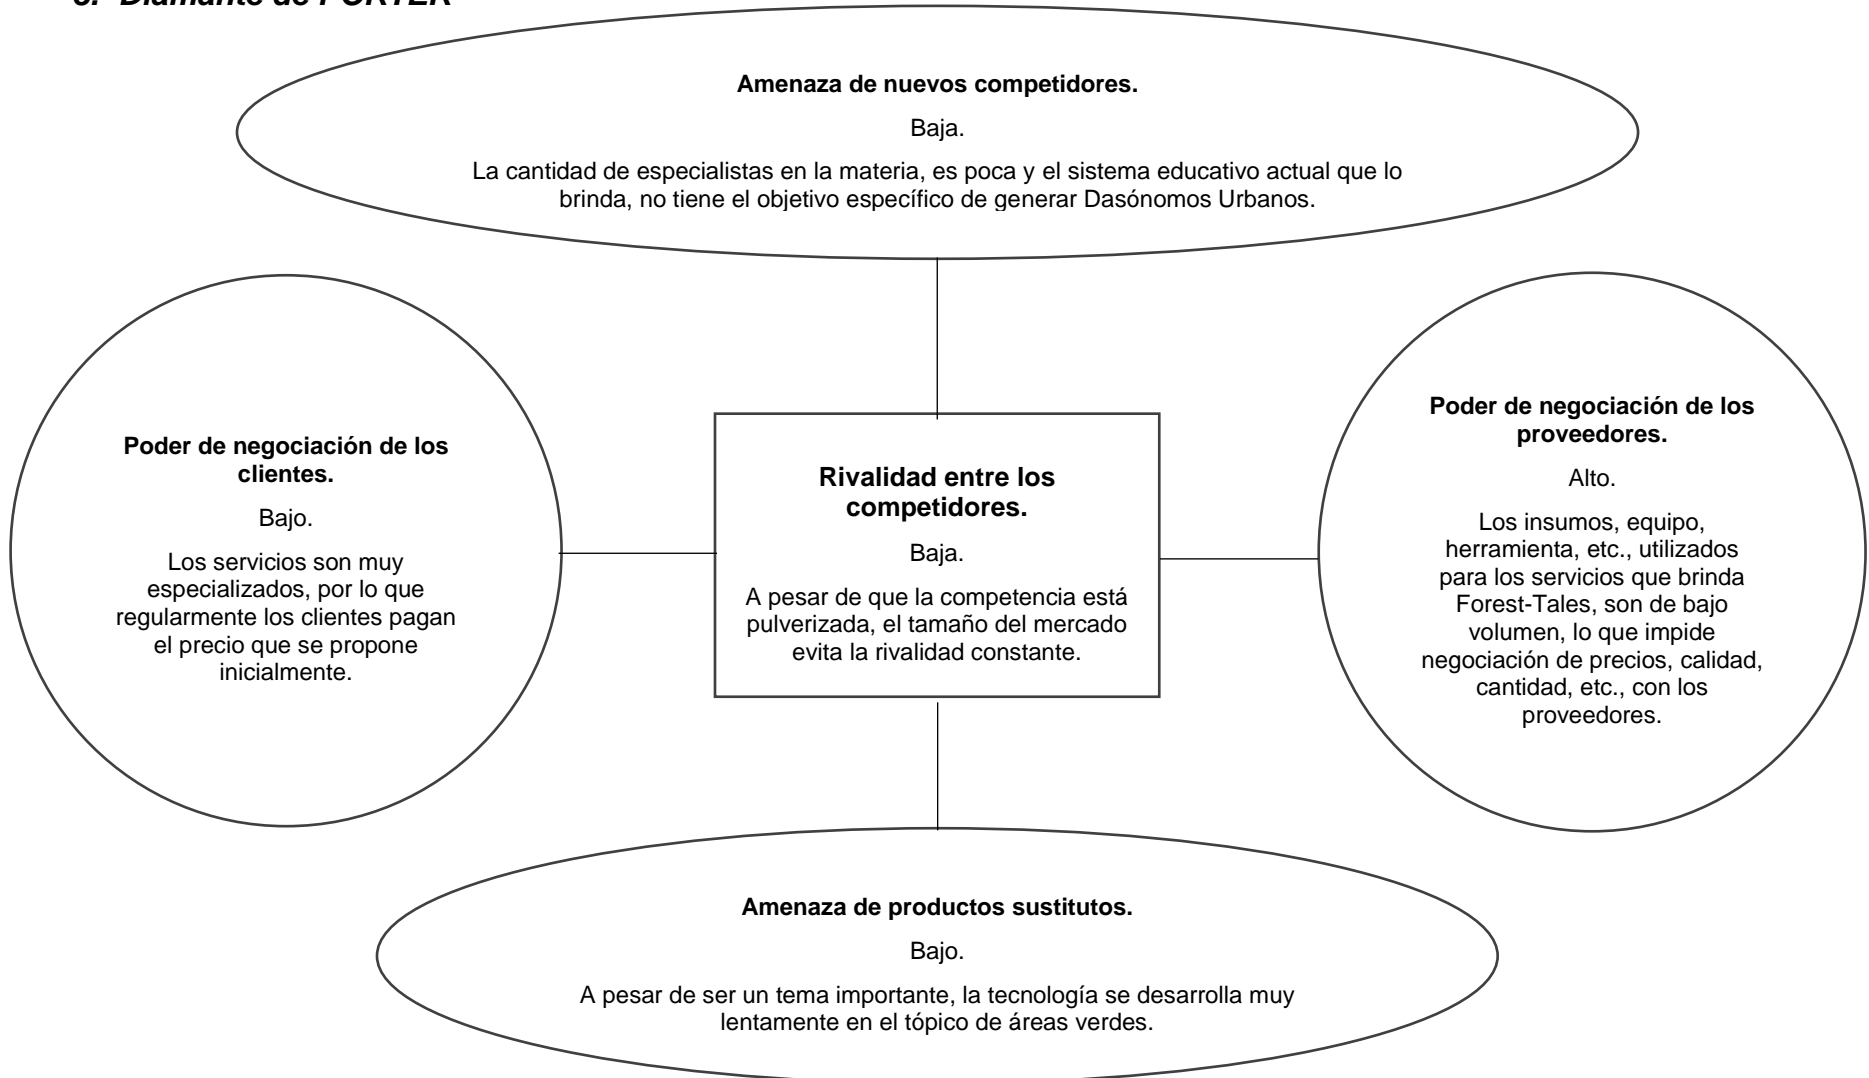 Diamante de PORTER
Amenaza de nuevos competidores.
Baja.
La cantidad de especialistas en la materia, es poca y el sistema educativo actual que lo
brinda, no tiene el objetivo específico de generar Dasónomos Urbanos.
Poder de negociación de los
clientes.
Bajo.
Los servicios son muy
especializados, por lo que
regularmente los clientes pagan
el precio que se propone
inicialmente.
Rivalidad entre los
competidores.
Baja.
A pesar de que la competencia está
pulverizada, el tamaño del mercado
evita la rivalidad constante.
Poder de negociación de los
proveedores.
Alto.
Los insumos, equipo,
herramienta, etc., utilizados
para los servicios que brinda
Forest-Tales, son de bajo
volumen, lo que impide
negociación de precios, calidad,
cantidad, etc., con los
proveedores.
Amenaza de productos sustitutos.
Bajo.
A pesar de ser un tema importante, la tecnología se desarrolla muy
lentamente en el tópico de áreas verdes.